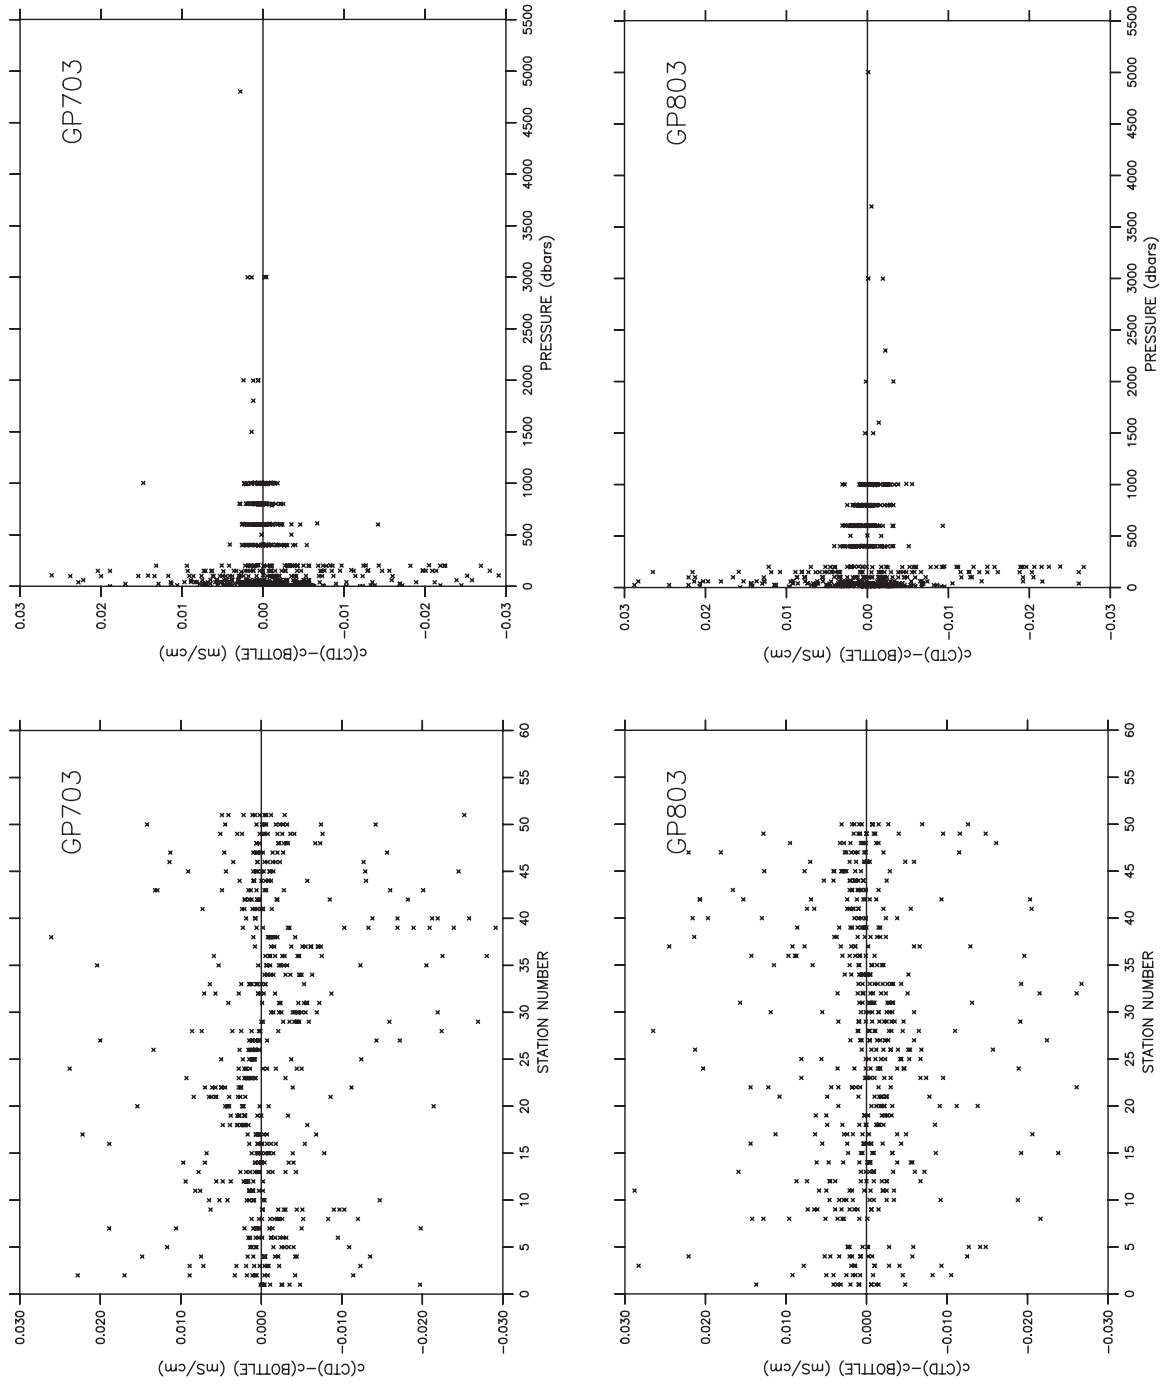 GP703
0.03
0.02
0.01
0.00
−0.01
−0.02
−0.03
0 500 1000 1500 2000 2500 3000 3500 4000 4500 5000 5500
PRESSURE (dbars)
c(CTD)−c(BOTTLE) (mS/cm)
GP803
0.03
0.02
0.01
0.00
−0.01
−0.02
−0.03
0 500 1000 1500 2000 2500 3000 3500 4000 4500 5000 5500
PRESSURE (dbars)
c(CTD)−c(BOTTLE) (mS/cm)
GP703
0.030
0.020
0.010
0.000
−0.010
−0.020
−0.030
0 5 10 15 20 25 30 35 40 45 50 55 60
STATION NUMBER
c(CTD)−c(BOTTLE) (mS/cm)
GP803
0.030
0.020
0.010
0.000
−0.010
−0.020
−0.030
0 5 10 15 20 25 30 35 40 45 50 55 60
STATION NUMBER
c(CTD)−c(BOTTLE) (mS/cm)